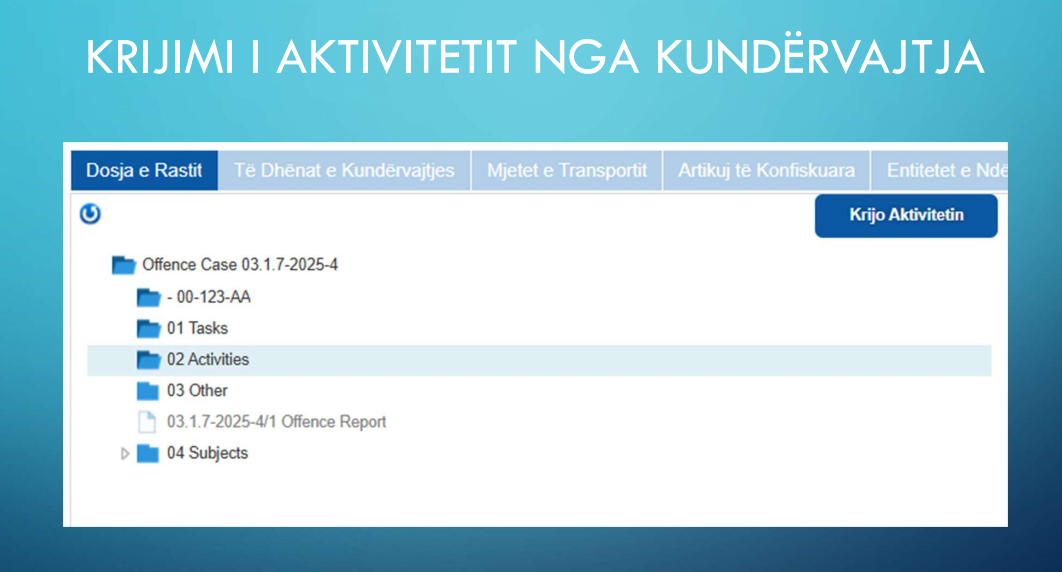 KRIJIMI I AKTIVITETIT NGA KUNDËRVAJTJA
Dosja e Rastit Të Dhënat e Kundërvajtjes Mjetet e Transportit Artikuj të Konfiskuara Entitetet e
Krijo Aktivitetin
Offence Case 03.1.7-2025-4
- 00-123-AA
01 Tasks
02 Activities
03 Other
03.1.7-2025-4/1 Offence Report
04 Subjects